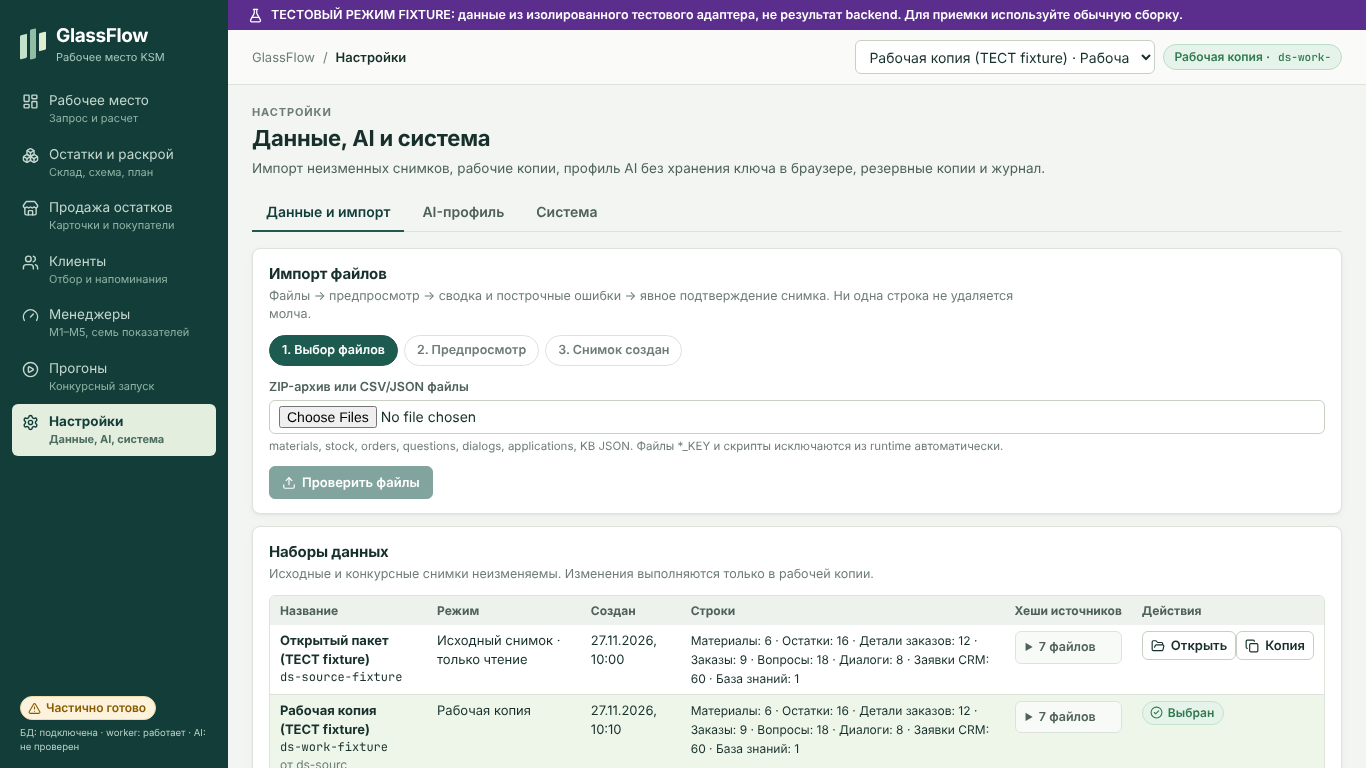 ТЕСТОВЫЙ РЕЖИМ FIXTURE: данные из изолированного тестового адаптера, не результат backend. Для приемки используйте обычную сборку.
GlassFlow
Рабочее место KSM
Рабочее место
Запрос и расчет
Остатки и раскрой
Склад, схема, план
Продажа остатков
Карточки и покупатели
Клиенты
Отбор и напоминания
Менеджеры
M1–M5, семь показателей
Прогоны
Конкурсный запуск
Настройки
Данные, AI, система
Частично готово
БД: подключена · worker: работает · AI:
не проверен
GlassFlow / Настройки
Рабочая копия (ТЕСТ fixture) · Рабоча
Рабочая копия · ds-work-
НАСТРОЙКИ
Данные, AI и система
Импорт неизменных снимков, рабочие копии, профиль AI без хранения ключа в браузере, резервные копии и журнал.
Данные и импорт
AI-профиль
Система
Импорт файлов
Файлы → предпросмотр → сводка и построчные ошибки → явное подтверждение снимка. Ни одна строка не удаляется
молча.
1. Выбор файлов
2. Предпросмотр
3. Снимок создан
ZIP-архив или CSV/JSON файлы
Choose Files No file chosen
materials, stock, orders, questions, dialogs, applications, KB JSON. Файлы *_KEY и скрипты исключаются из runtime автоматически.
Проверить файлы
Наборы данных
Исходные и конкурсные снимки неизменяемы. Изменения выполняются только в рабочей копии.
Название Режим Создан Строки Хеши источников Действия
Открытый пакет
(ТЕСТ fixture)
ds-source-fixture
Исходный снимок ·
только чтение
27.11.2026,
10:00
Материалы: 6 · Остатки: 16 · Детали заказов: 12 ·
Заказы: 9 · Вопросы: 18 · Диалоги: 8 · Заявки CRM:
60 · База знаний: 1
7 файлов
Открыть
Копия
Рабочая копия
(ТЕСТ fixture)
ds-work-fixture
от ds-sourc
Рабочая копия
27.11.2026,
10:10
Материалы: 6 · Остатки: 16 · Детали заказов: 12 ·
Заказы: 9 · Вопросы: 18 · Диалоги: 8 · Заявки CRM:
60 · База знаний: 1
7 файлов
Выбран